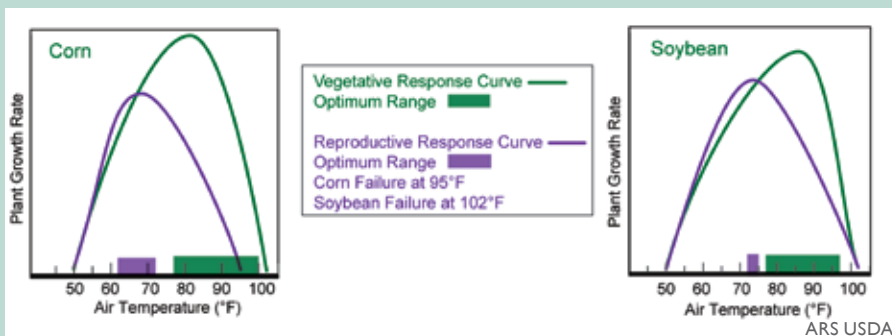 Corn
Plant Growth Rate
50 60 70 80 90 100
Air Temperature (°F)
Vegetative Response Curve
Optimum Range
Reproductive Response Curve
Optimum Range
Corn Failure at 95°F
Soybean Failure at 102°F
Soybean
Plant Growth Rate
50 60 70 80 90 100
Air Temperature (°F)
ARS USDA